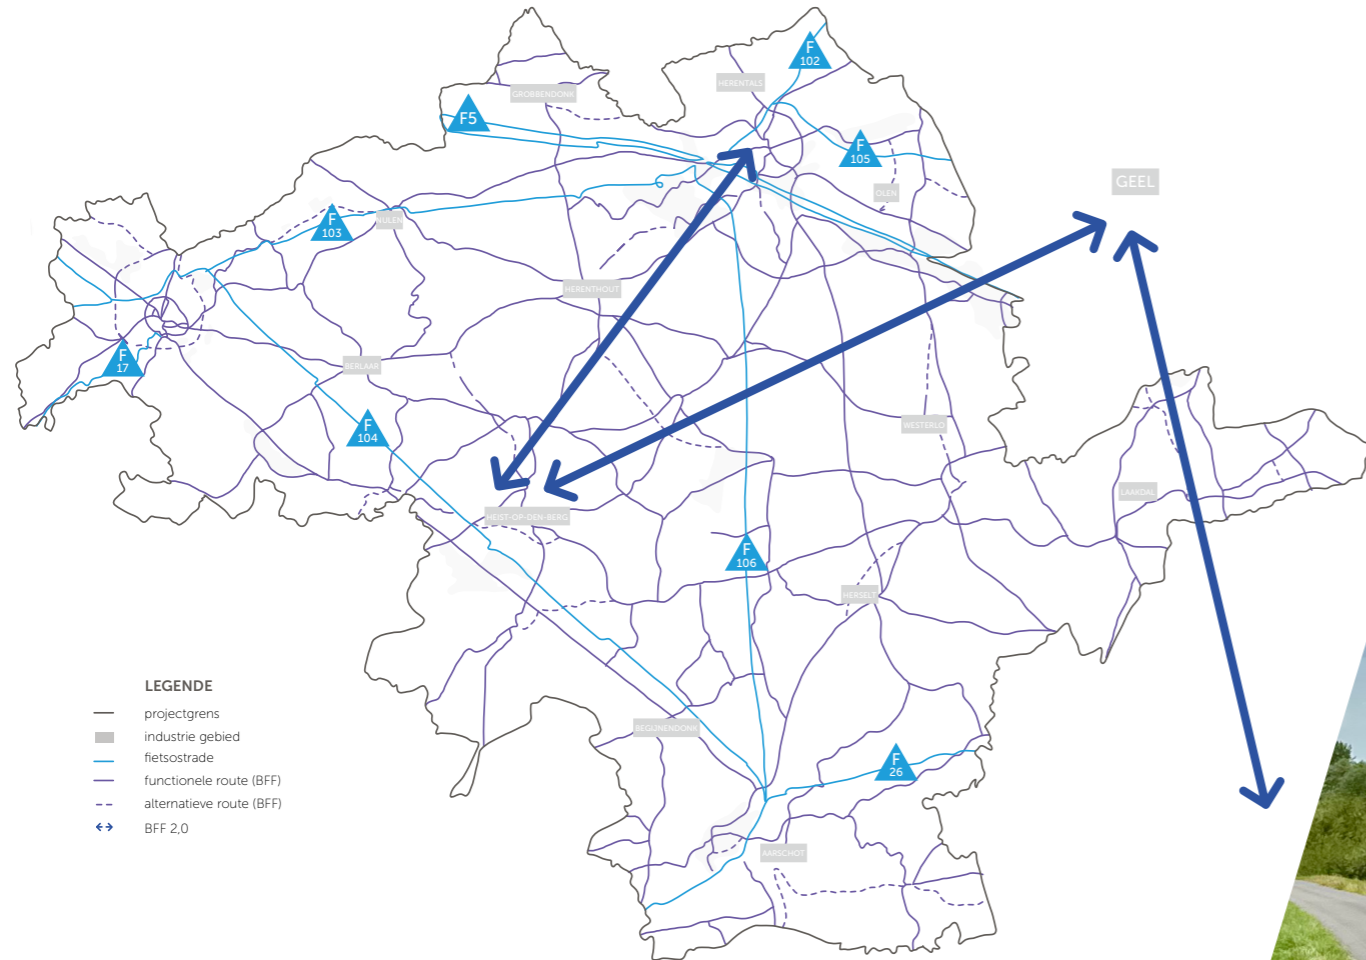 F
102
HERENTALS
GROBBENDONK
F5
F
105
GEEL
OLEN
F
103
NIJLEN
HERENTHOUT
F
17
BERLAAR
F
104
WESTERLO
LAAKDAL
HEIST-OP-DEN-BERG
F
106
HERSELT
BEGIJNENDONK
F
26
AARSCHOT
LEGENDE
projectgrens
industrie gebied
fietsostrade
functionele route (BFF)
alternatieve route (BFF)
BFF 2,0